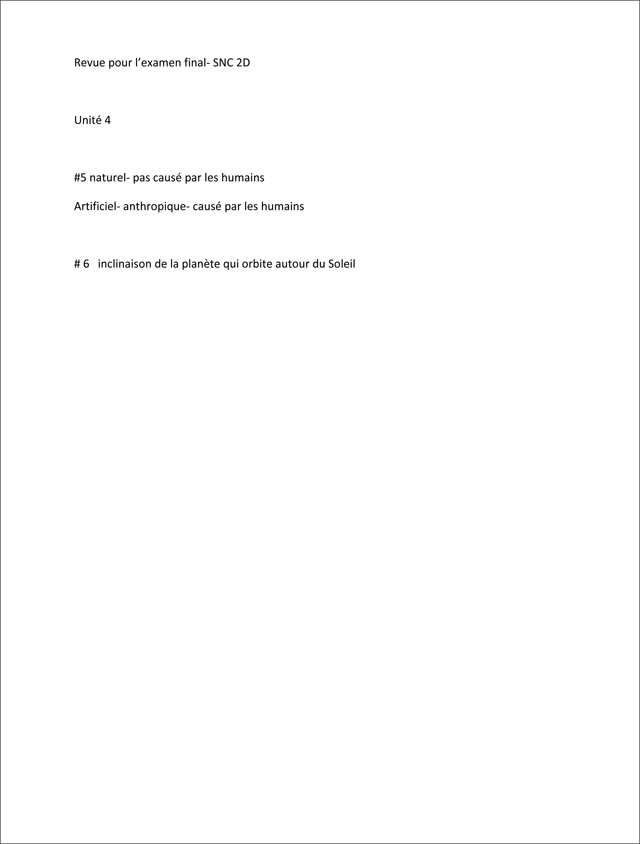 Revue pour l’examen final- SNC 2D
Unité 4
#5 naturel- pas causé par les humains
Artificiel- anthropique- causé par les humains
# 6   inclinaison de la planète qui orbite autour du Soleil